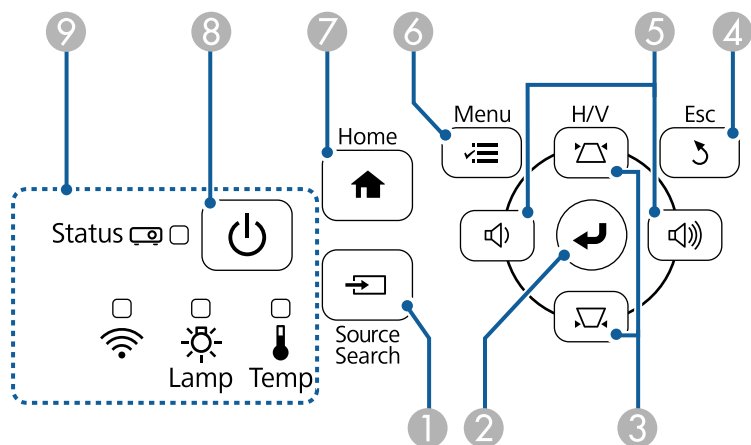 9 8 7 6 5 4
Menu H/V Esc
Home
Status
Source
Search
Lamp Temp
1 2 3